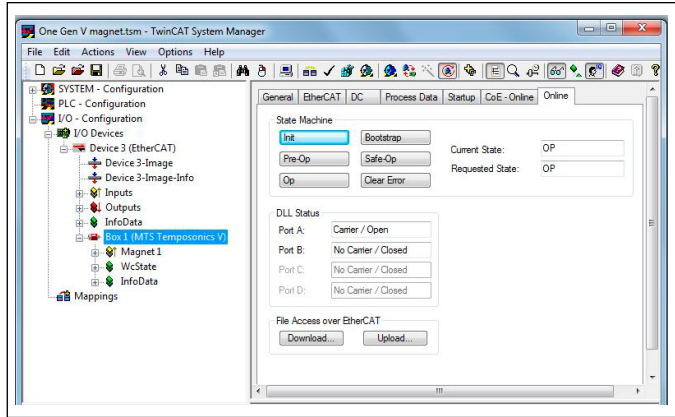 One Gen V magnet.tsm - TwinCAT System Manager
File Edit Actions View Options Help
SYSTEM - Configuration
PLC - Configuration
I/O - Configuration
I/O Devices
Device 3 (EtherCAT)
Device 3-Image
Device 3-Image-Info
Inputs
Outputs
InfoData
Box 1 (MTS Temposonics V)
Magnet 1
WcState
InfoData
Mappings
General EtherCAT DC Process Data Startup CoE - Online Online
State Machine
Init Bootstrap
Pre-Op Safe-Op
Op Clear Error
Current State: OP
Requested State: OP
DLL Status
Port A: Carrier / Open
Port B: No Carrier / Closed
Port C: No Carrier / Closed
Port D: No Carrier / Closed
File Access over EtherCAT
Download... Upload...